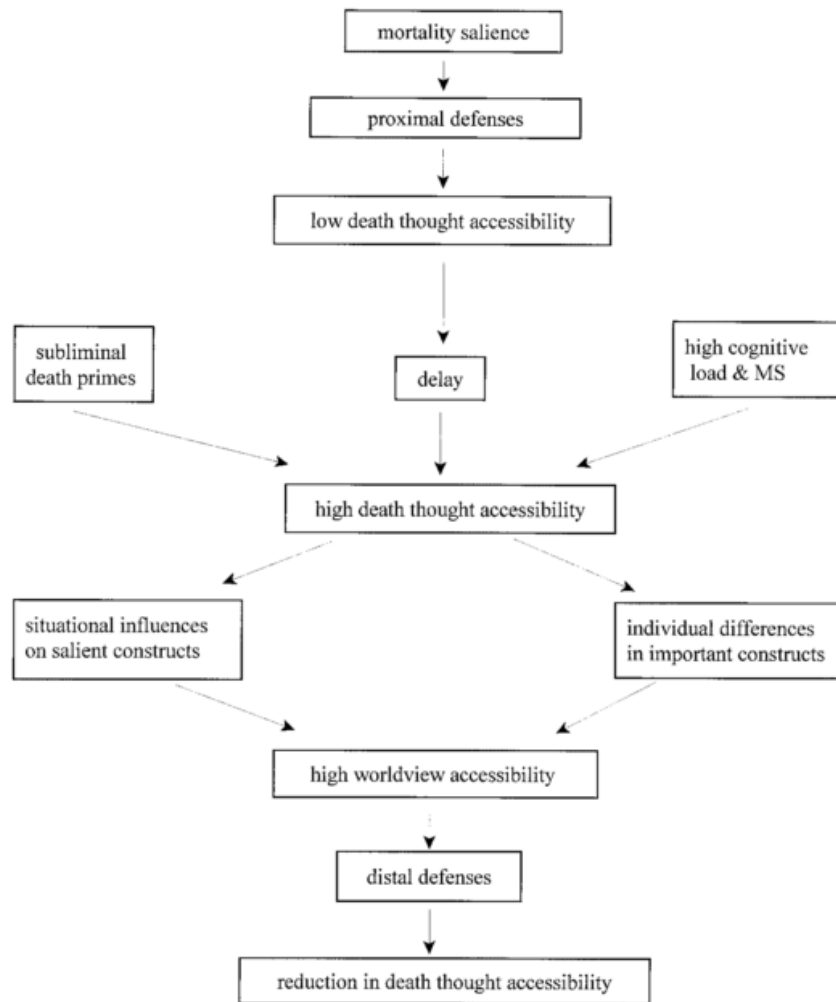 mortality salience
proximal defenses
low death thought accessibility
subliminal
death primes
delay
high cognitive
load & MS
high death thought accessibility
situational influences
on salient constructs
individual differences
in important constructs
high worldview accessibility
distal defenses
reduction in death thought accessibility